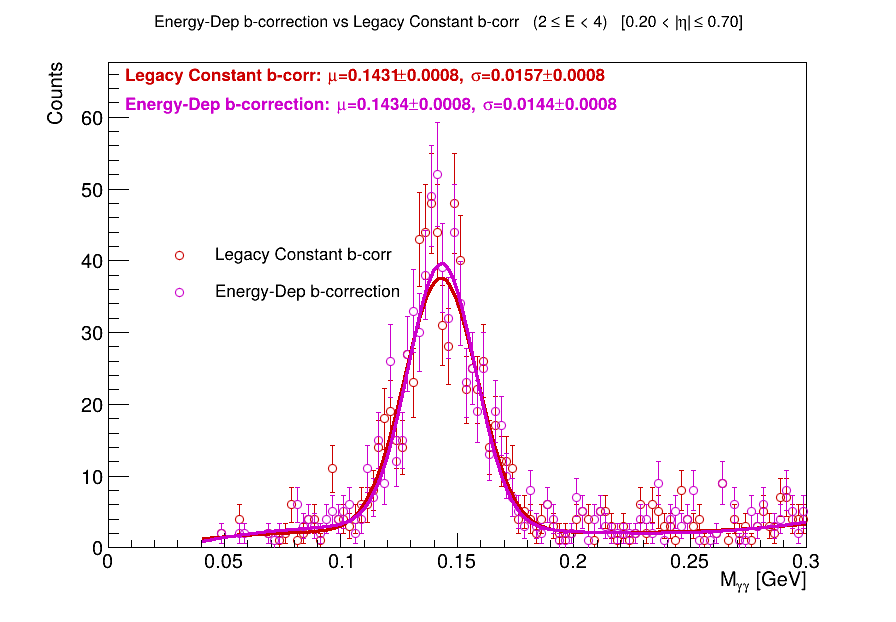 Energy-Dep b-correction vs Legacy Constant b-corr (2 ≤ E < 4) [0.20 < |η| ≤ 0.70]
Counts
Legacy Constant b-corr: μ=0.1431±0.0008, σ=0.0157±0.0008
Energy-Dep b-correction: μ=0.1434±0.0008, σ=0.0144±0.0008
60
50
40
30
20
10
0
Legacy Constant b-corr
Energy-Dep b-correction
0 0.05 0.1 0.15 0.2 0.25 0.3
Mγγ [GeV]